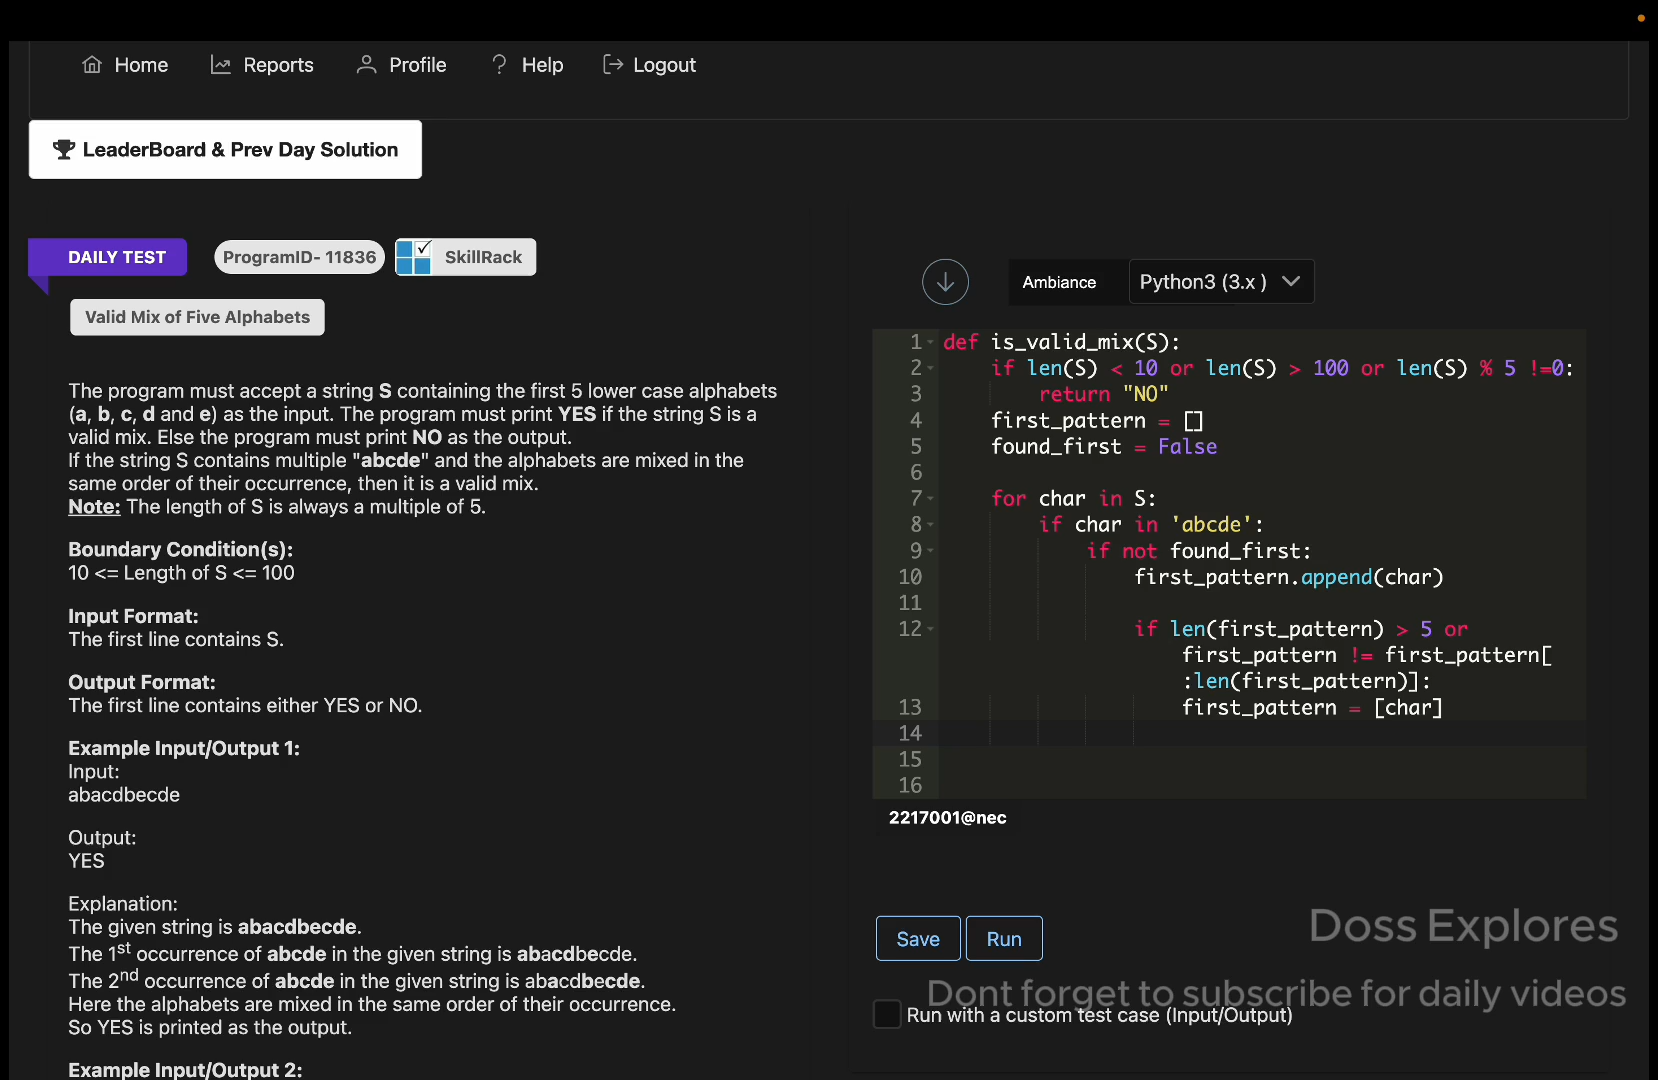 Home Reports Profile ? Help Logout
LeaderBoard & Prev Day Solution
DAILY TEST ProgramID- 11836 SkillRack
Valid Mix of Five Alphabets
The program must accept a string S containing the first 5 lower case alphabets
(a, b, c, d and e) as the input. The program must print YES if the string S is a
valid mix. Else the program must print NO as the output.
If the string S contains multiple "abcde" and the alphabets are mixed in the
same order of their occurrence, then it is a valid mix.
Note: The length of S is always a multiple of 5.
Boundary Condition(s):
10 <= Length of S <= 100
Input Format:
The first line contains S.
Output Format:
The first line contains either YES or NO.
Example Input/Output 1:
Input:
abacdbecde
Output:
YES
Explanation:
The given string is abacdbecde.
The 1st occurrence of abcde in the given string is abacdbecde.
The 2nd occurrence of abcde in the given string is abacdbecde.
Here the alphabets are mixed in the same order of their occurrence.
So YES is printed as the output.
Example Input/Output 2:
Ambiance Python3 (3.x )
1 def is_valid_mix(S):
2 if len(S) < 10 or len(S) > 100 or len(S) % 5 !=0:
3 return "NO"
4 first_pattern = []
5 found_first = False
6
7 for char in S:
8 if char in 'abcde':
9 if not found_first:
10 first_pattern.append(char)
11
12 if len(first_pattern) > 5 or
first_pattern != first_pattern[
:len(first_pattern)]:
13 first_pattern = [char]
14
15
16
2217001@nec
Save Run
Doss Explores
Dont forget to subscribe for daily videos
Run with a custom test case (Input/Output)